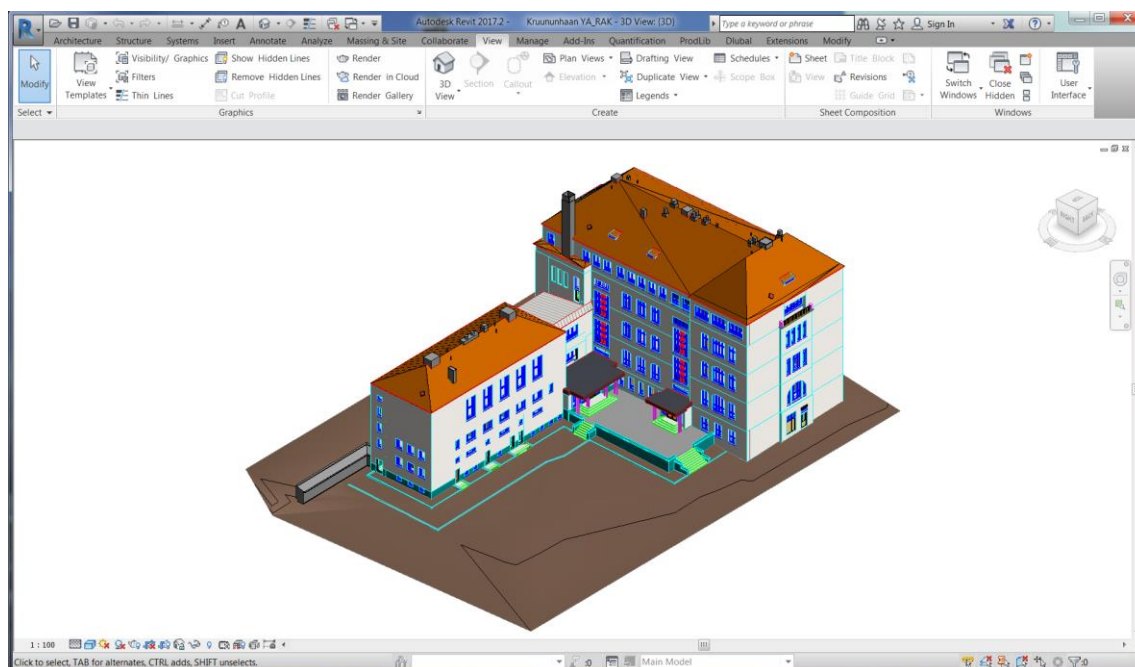 Autodesk Revit 2017.2 - Kruununhaan YA_RAK - 3D View: {3D}
Type a keyword or phrase
Sign In
Architecture Structure Systems Insert Annotate Analyze Massing & Site Collaborate View Manage Add-Ins Quantification ProdLib Dlubal Extensions Modify
Modify
View Templates
Visibility/ Graphics
Filters
Thin Lines
Show Hidden Lines
Remove Hidden Lines
Cut Profile
Render
Render in Cloud
Render Gallery
3D View
Section
Callout
Plan Views
Elevation
Drafting View
Duplicate View
Legends
Schedules
Scope Box
Sheet
View
Title Block
Revisions
Guide Grid
Switch Windows
Close Hidden
User Interface
Select
Graphics
Create
Sheet Composition
Windows
RIGHT
BACK
1 : 100
Click to select, TAB for alternates, CTRL adds, SHIFT unselects.
:0
Main Model
:0